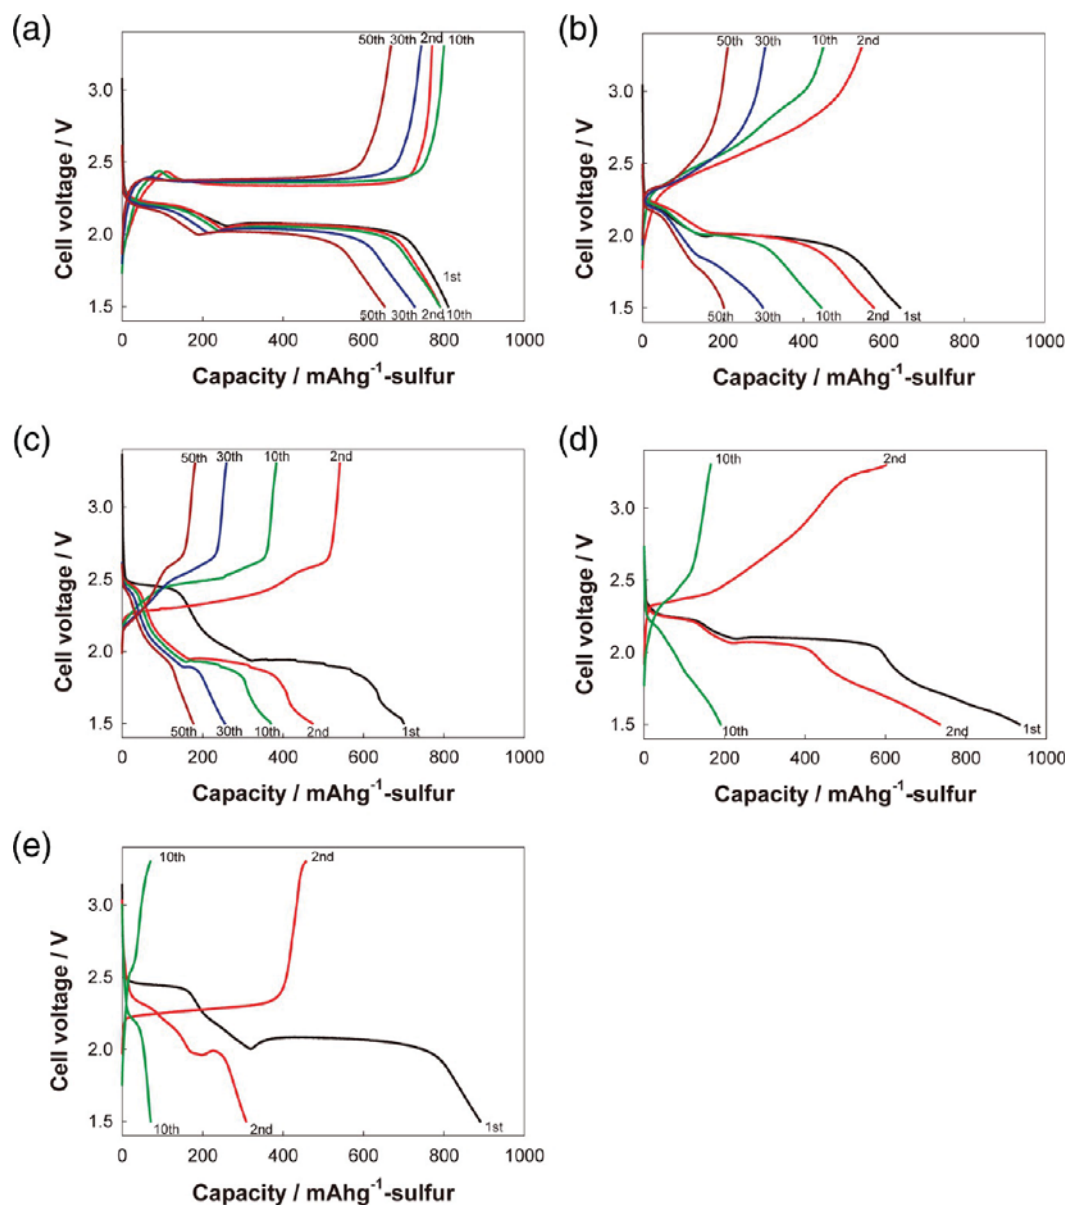 (a)
50th 30th 2nd 10th
3.0
2.5
2.0
1.5
Cell voltage / V
1st
50th 30th 2nd 10th
0 200 400 600 800 1000
Capacity / mAhg⁻¹-sulfur
(b)
50th 30th 10th 2nd
3.0
2.5
2.0
1.5
Cell voltage / V
50th 30th 10th 2nd 1st
0 200 400 600 800 1000
Capacity / mAhg⁻¹-sulfur
(c)
50th 30th 10th 2nd
3.0
2.5
2.0
1.5
Cell voltage / V
50th 30th 10th 2nd 1st
0 200 400 600 800 1000
Capacity / mAhg⁻¹-sulfur
(d)
10th 2nd
3.0
2.5
2.0
1.5
Cell voltage / V
10th 2nd 1st
0 200 400 600 800 1000
Capacity / mAhg⁻¹-sulfur
(e)
10th 2nd
3.0
2.5
2.0
1.5
Cell voltage / V
10th 2nd 1st
0 200 400 600 800 1000
Capacity / mAhg⁻¹-sulfur